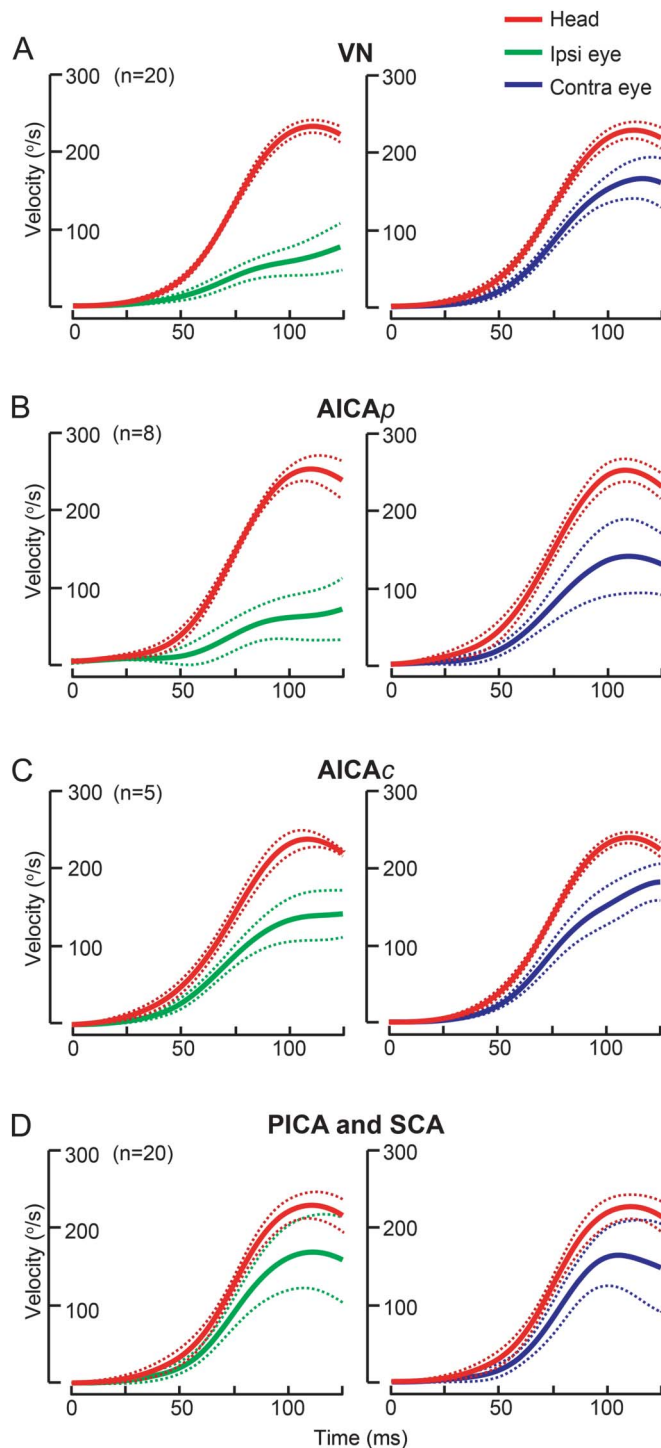 Head
A VN
Ipsi eye
300 (n=20) 300
Contra eye
200 200
Velocity (º/s)
100 100
0 50 100 0 50 100
B AICAp
300 (n=8) 300
200 200
Velocity (º/s)
100 100
0 50 100 0 50 100
C AICAc
300 (n=5) 300
200 200
Velocity (º/s)
100 100
0 50 100 0 50 100
D PICA and SCA
300 (n=20) 300
200 200
Velocity (º/s)
100 100
0 50 100 0 50 100
Time (ms)